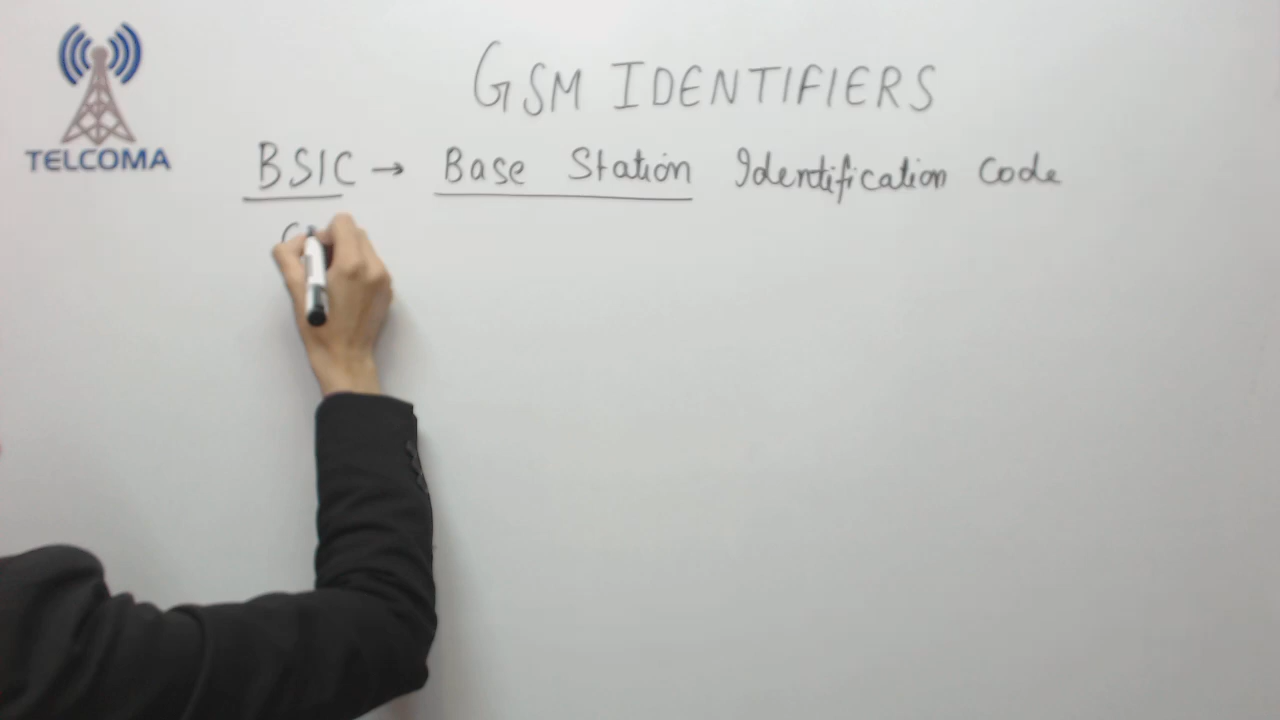 TELCOMA
GSM IDENTIFIERS
BSIC → Base Station Identification Code